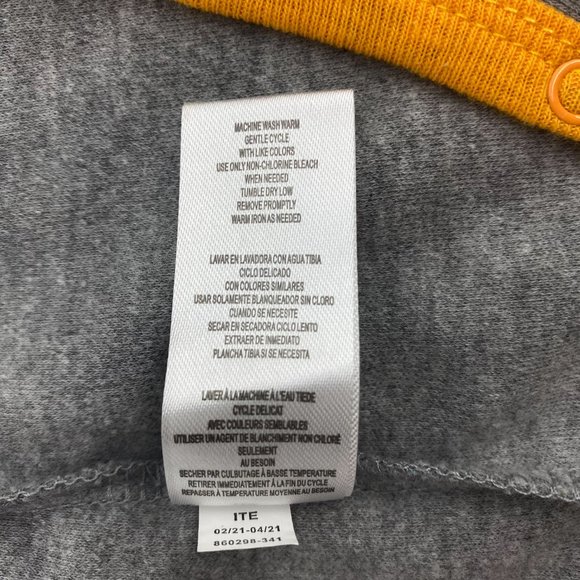 MACHINE WASH WARM
GENTLE CYCLE
WITH LIKE COLORS
USE ONLY NON-CHLORINE BLEACH
WHEN NEEDED
TUMBLE DRY LOW
REMOVE PROMPTLY
WARM IRON AS NEEDED
LAVAR EN LAVADORA CON AGUA TIBIA
CICLO DELICADO
CON COLORES SIMILARES
USAR SOLAMENTE BLANQUEADOR SIN CLORO
CUANDO SE NECESITE
SECAR EN SECADORA CICLO LENTO
EXTRAER DE INMEDIATO
PLANCHA TIBIA SI SE NECESITA
LAVER À LA MACHINE À L'EAU TIEDE
CYCLE DELICAT
AVEC COULEURS SEMBLABLES
UTILISER UN AGENT DE BLANCHIMENT NON CHLORÉ
SEULEMENT
AU BESOIN
SECHER PAR CULBUTAGE À BASSE TEMPERATURE
RETIRER IMMÉDIATEMENT À LA FIN DU CYCLE
REPASSER À TEMPERATURE MOYENNE AU BESOIN
ITE
02/21-04/21
860298-341